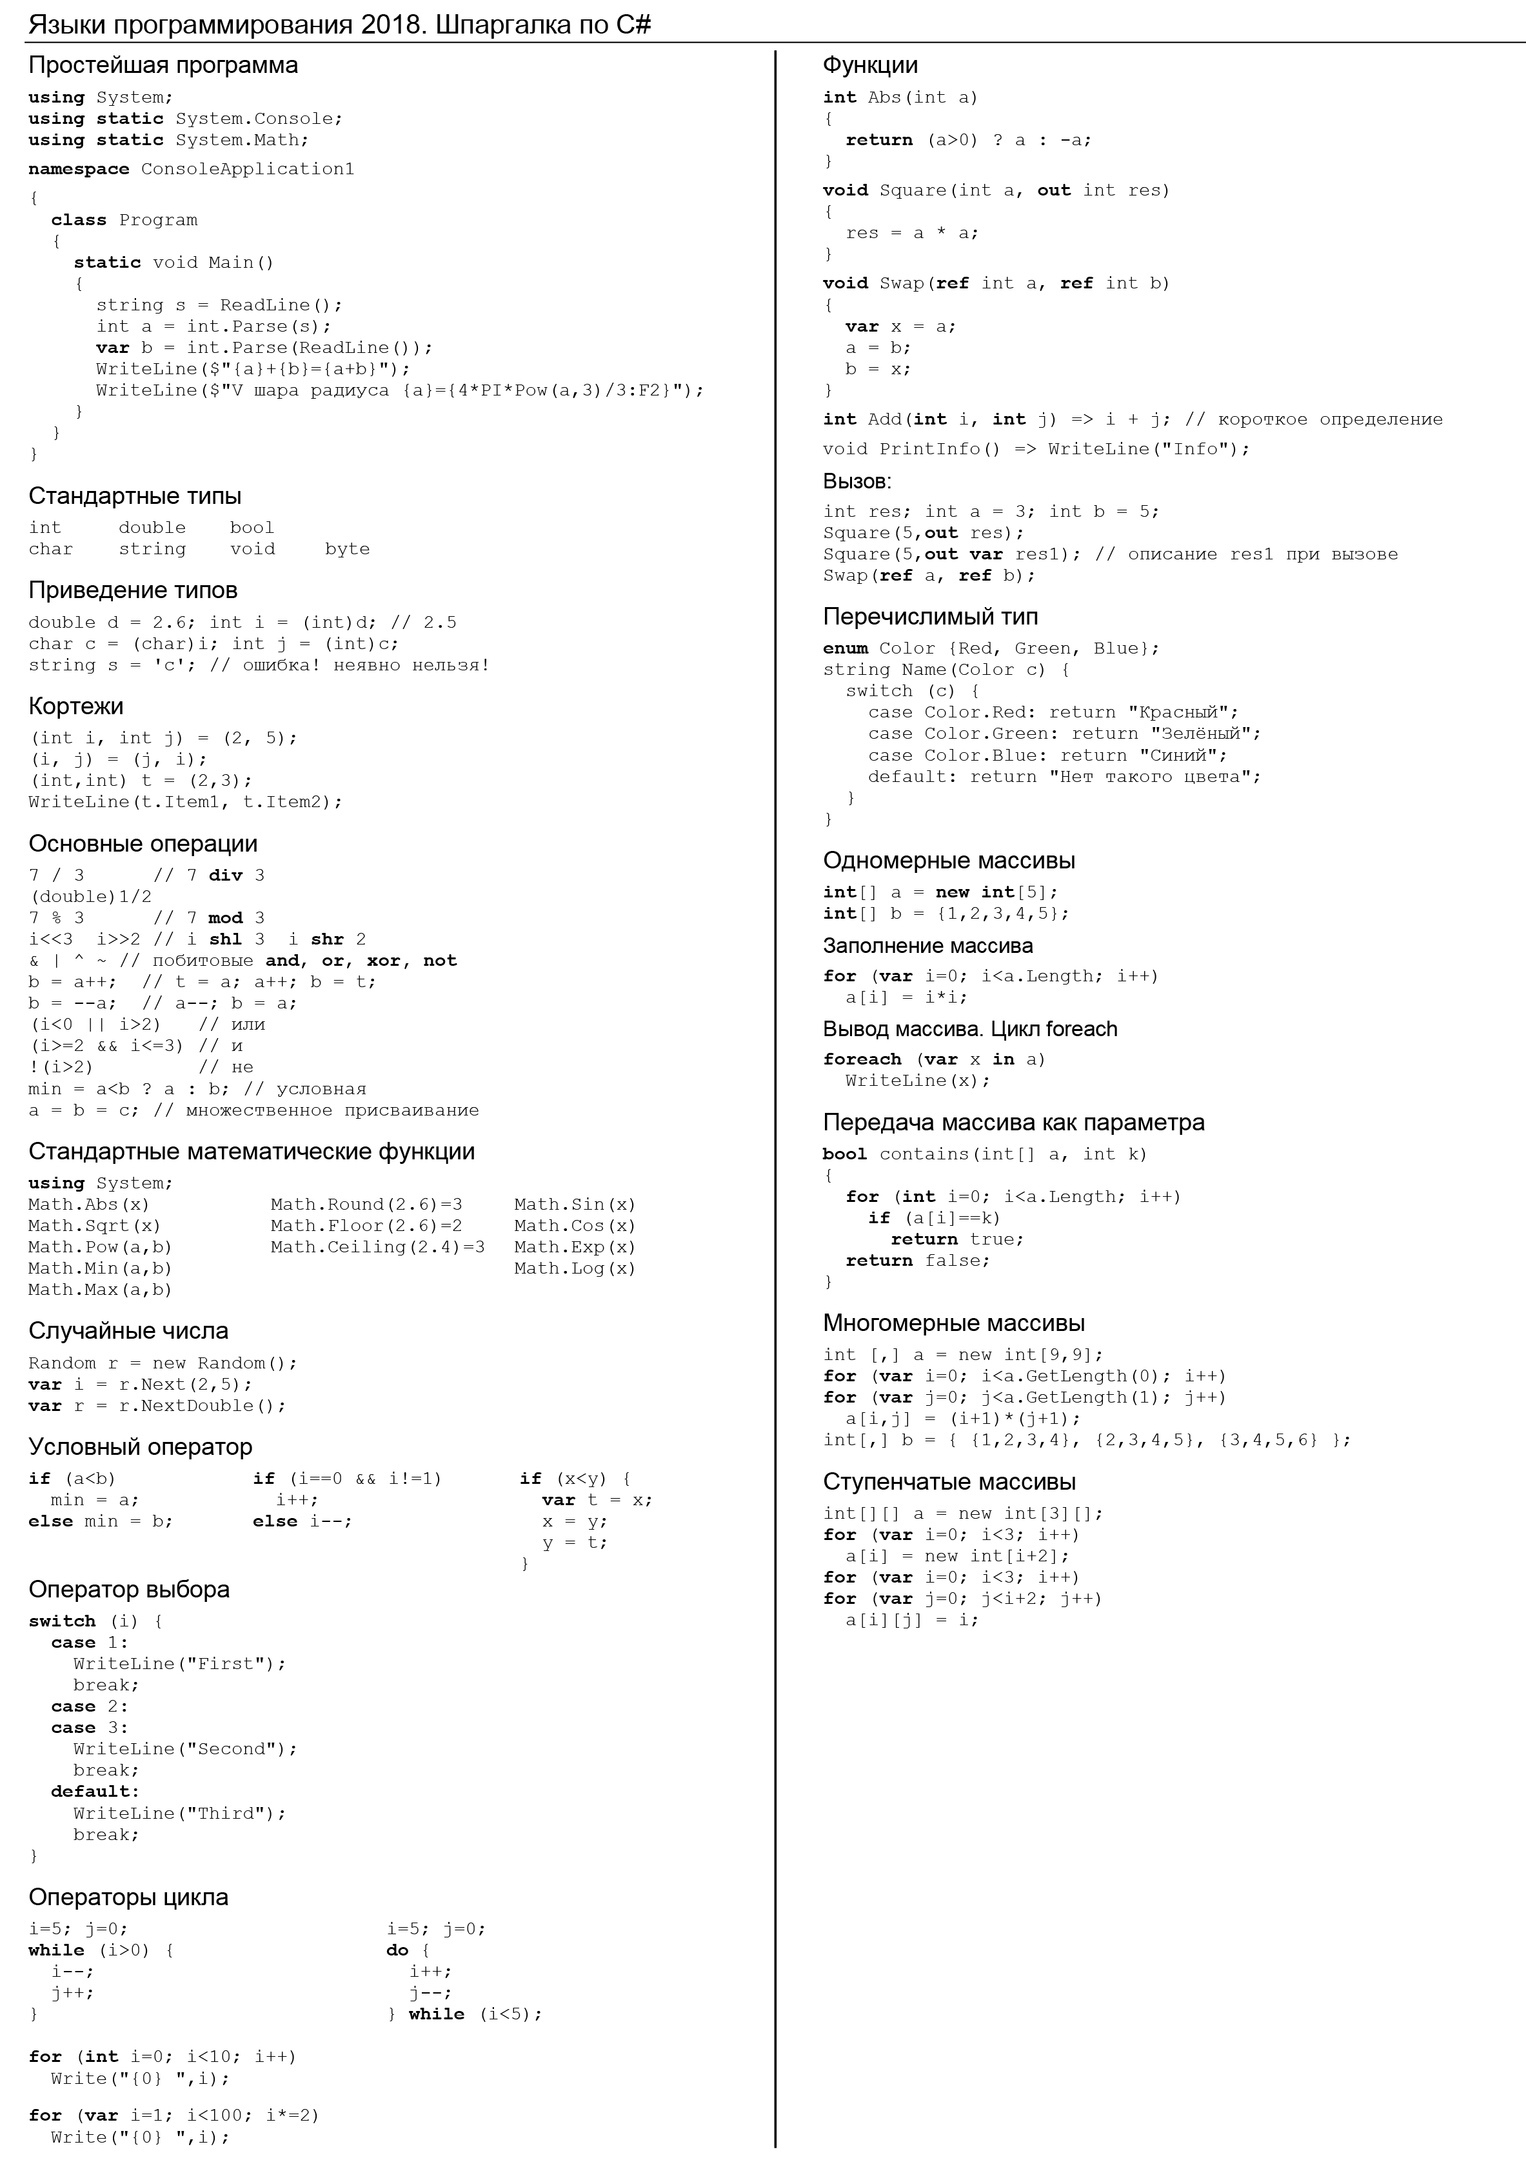 Языки программирования 2018. Шпаргалка по C#
Простейшая программа
using System;
using static System.Console;
using static System.Math;
namespace ConsoleApplication1
{
  class Program
  {
    static void Main()
    {
      string s = ReadLine();
      int a = int.Parse(s);
      var b = int.Parse(ReadLine());
      WriteLine($"{a}+{b}={a+b}");
      WriteLine($"V шара радиуса {a}={4*PI*Pow(a,3)/3:F2}");
    }
  }
}
Стандартные типы
int     double    bool
char    string    void    byte
Приведение типов
double d = 2.6; int i = (int)d; // 2.5
char c = (char)i; int j = (int)c;
string s = 'c'; // ошибка! неявно нельзя!
Кортежи
(int i, int j) = (2, 5);
(i, j) = (j, i);
(int,int) t = (2,3);
WriteLine(t.Item1, t.Item2);
Основные операции
7 / 3      // 7 div 3
(double)1/2
7 % 3      // 7 mod 3
i<<3  i>>2 // i shl 3  i shr 2
& | ^ ~ // побитовые and, or, xor, not
b = a++;  // t = a; a++; b = t;
b = --a;  // a--; b = a;
(i<0 || i>2)   // или
(i>=2 && i<=3) // и
!(i>2)         // не
min = a<b ? a : b; // условная
a = b = c; // множественное присваивание
Стандартные математические функции
using System;
Math.Abs(x)         Math.Round(2.6)=3     Math.Sin(x)
Math.Sqrt(x)        Math.Floor(2.6)=2     Math.Cos(x)
Math.Pow(a,b)       Math.Ceiling(2.4)=3   Math.Exp(x)
Math.Min(a,b)                             Math.Log(x)
Math.Max(a,b)
Случайные числа
Random r = new Random();
var i = r.Next(2,5);
var r = r.NextDouble();
Условный оператор
if (a<b)            if (i==0 && i!=1)       if (x<y) {
  min = a;            i++;                    var t = x;
else min = b;       else i--;                 x = y;
                                              y = t;
                                            }
Оператор выбора
switch (i) {
  case 1:
    WriteLine("First");
    break;
  case 2:
  case 3:
    WriteLine("Second");
    break;
  default:
    WriteLine("Third");
    break;
}
Операторы цикла
i=5; j=0;                       i=5; j=0;
while (i>0) {                   do {
  i--;                            i++;
  j++;                            j--;
}                               } while (i<5);
for (int i=0; i<10; i++)
  Write("{0} ",i);
for (var i=1; i<100; i*=2)
  Write("{0} ",i);
Функции
int Abs(int a)
{
  return (a>0) ? a : -a;
}
void Square(int a, out int res)
{
  res = a * a;
}
void Swap(ref int a, ref int b)
{
  var x = a;
  a = b;
  b = x;
}
int Add(int i, int j) => i + j; // короткое определение
void PrintInfo() => WriteLine("Info");
Вызов:
int res; int a = 3; int b = 5;
Square(5,out res);
Square(5,out var res1); // описание res1 при вызове
Swap(ref a, ref b);
Перечислимый тип
enum Color {Red, Green, Blue};
string Name(Color c) {
  switch (c) {
    case Color.Red: return "Красный";
    case Color.Green: return "Зелёный";
    case Color.Blue: return "Синий";
    default: return "Нет такого цвета";
  }
}
Одномерные массивы
int[] a = new int[5];
int[] b = {1,2,3,4,5};
Заполнение массива
for (var i=0; i<a.Length; i++)
  a[i] = i*i;
Вывод массива. Цикл foreach
foreach (var x in a)
  WriteLine(x);
Передача массива как параметра
bool contains(int[] a, int k)
{
  for (int i=0; i<a.Length; i++)
    if (a[i]==k)
      return true;
  return false;
}
Многомерные массивы
int [,] a = new int[9,9];
for (var i=0; i<a.GetLength(0); i++)
for (var j=0; j<a.GetLength(1); j++)
  a[i,j] = (i+1)*(j+1);
int[,] b = { {1,2,3,4}, {2,3,4,5}, {3,4,5,6} };
Ступенчатые массивы
int[][] a = new int[3][];
for (var i=0; i<3; i++)
  a[i] = new int[i+2];
for (var i=0; i<3; i++)
for (var j=0; j<i+2; j++)
  a[i][j] = i;